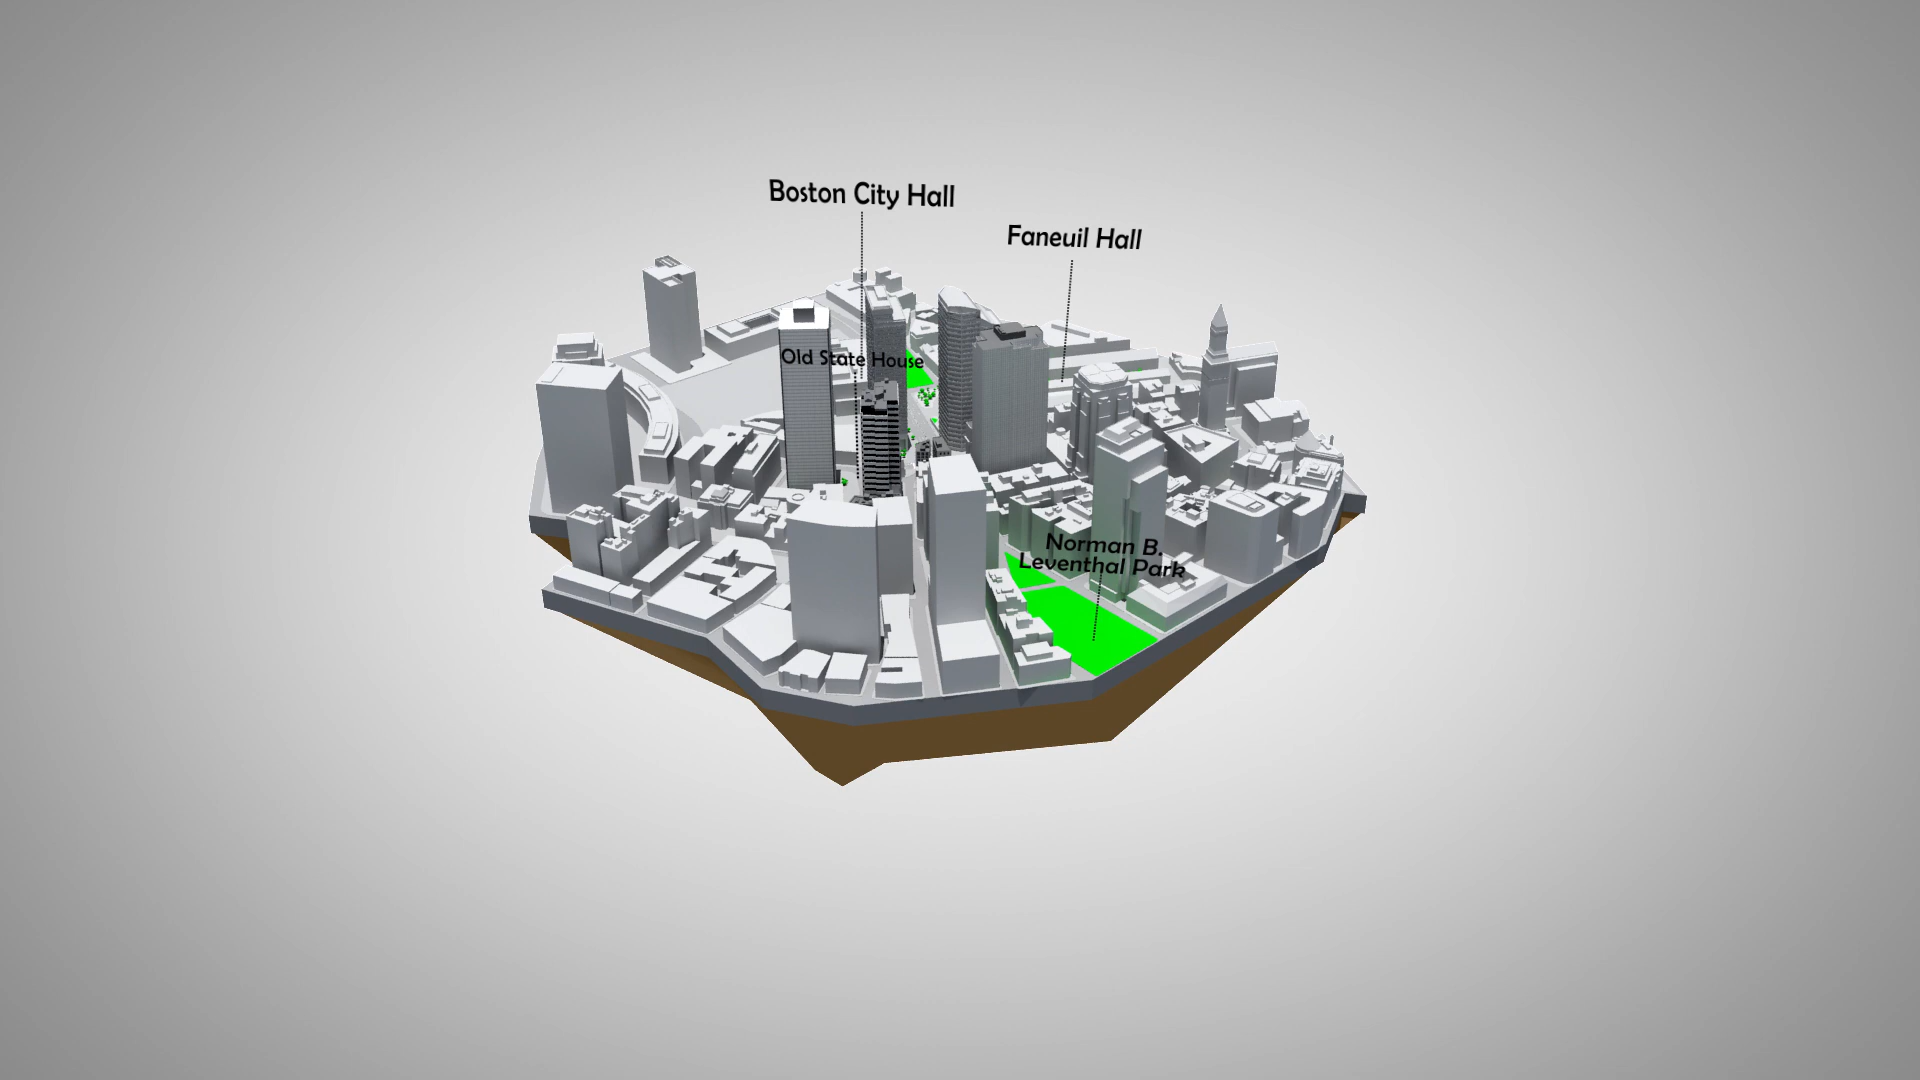 Boston City Hall
Faneuil Hall
Old State House
Norman B.
Leventhal Park